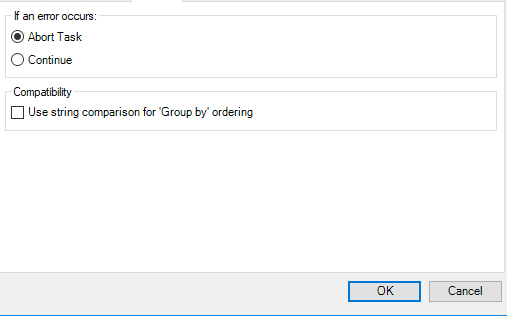 If an error occurs:
Abort Task
Continue
Compatibility
Use string comparison for 'Group by' ordering
OK
Cancel